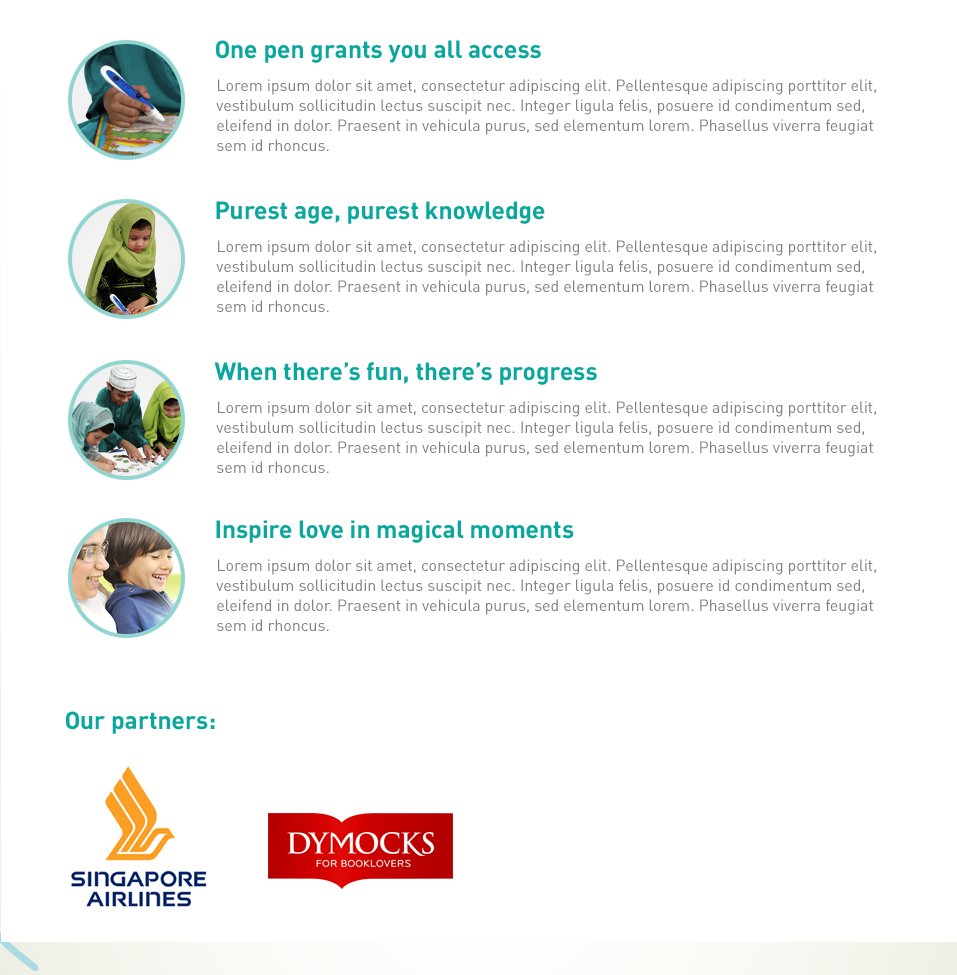 One pen grants you all access
Lorem ipsum dolor sit amet, consectetur adipiscing elit. Pellentesque adipiscing porttitor elit,
vestibulum sollicitudin lectus suscipit nec. Integer ligula felis, posuere id condimentum sed,
eleifend in dolor. Praesent in vehicula purus, sed elementum lorem. Phasellus viverra feugiat
sem id rhoncus.
Purest age, purest knowledge
Lorem ipsum dolor sit amet, consectetur adipiscing elit. Pellentesque adipiscing porttitor elit,
vestibulum sollicitudin lectus suscipit nec. Integer ligula felis, posuere id condimentum sed,
eleifend in dolor. Praesent in vehicula purus, sed elementum lorem. Phasellus viverra feugiat
sem id rhoncus.
When there’s fun, there’s progress
Lorem ipsum dolor sit amet, consectetur adipiscing elit. Pellentesque adipiscing porttitor elit,
vestibulum sollicitudin lectus suscipit nec. Integer ligula felis, posuere id condimentum sed,
eleifend in dolor. Praesent in vehicula purus, sed elementum lorem. Phasellus viverra feugiat
sem id rhoncus.
Inspire love in magical moments
Lorem ipsum dolor sit amet, consectetur adipiscing elit. Pellentesque adipiscing porttitor elit,
vestibulum sollicitudin lectus suscipit nec. Integer ligula felis, posuere id condimentum sed,
eleifend in dolor. Praesent in vehicula purus, sed elementum lorem. Phasellus viverra feugiat
sem id rhoncus.
Our partners:
SINGAPORE
AIRLINES
DYMOCKS
FOR BOOKLOVERS